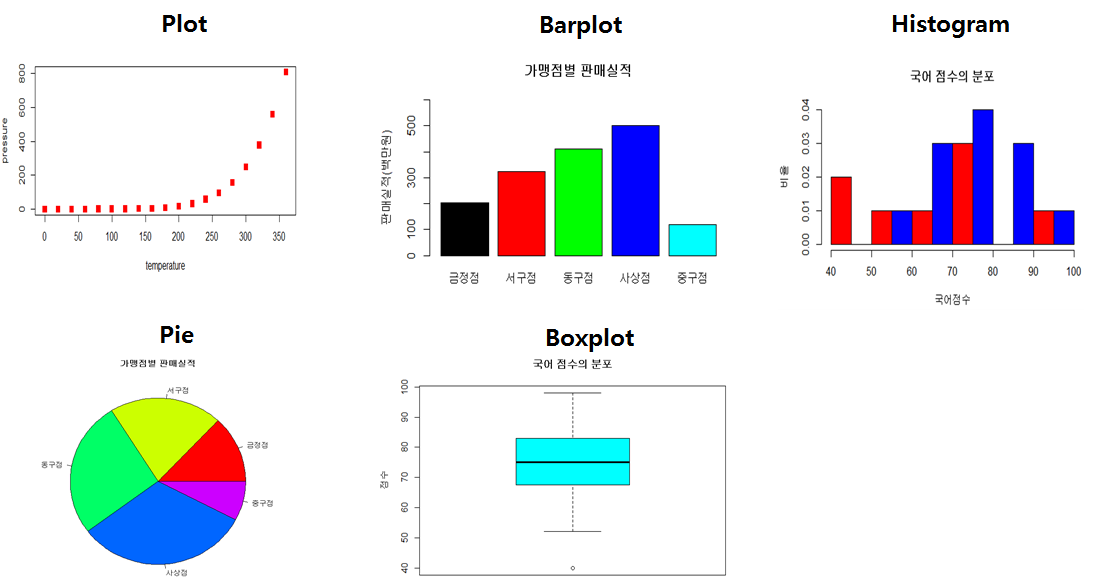 Plot
pressure
800
600
400
200
0
0 50 100 150 200 250 300 350
temperature
Barplot
가맹점별 판매실적
판매실적(백만원)
500
300
100
0
금정점 서구점 동구점 사상점 중구점
Histogram
국어 점수의 분포
비율
0.04
0.03
0.02
0.01
0.00
40 50 60 70 80 90 100
국어점수
Pie
가맹점별 판매실적
서구점
금정점
동구점
중구점
사상점
Boxplot
국어 점수의 분포
점수
100
90
80
70
60
50
40